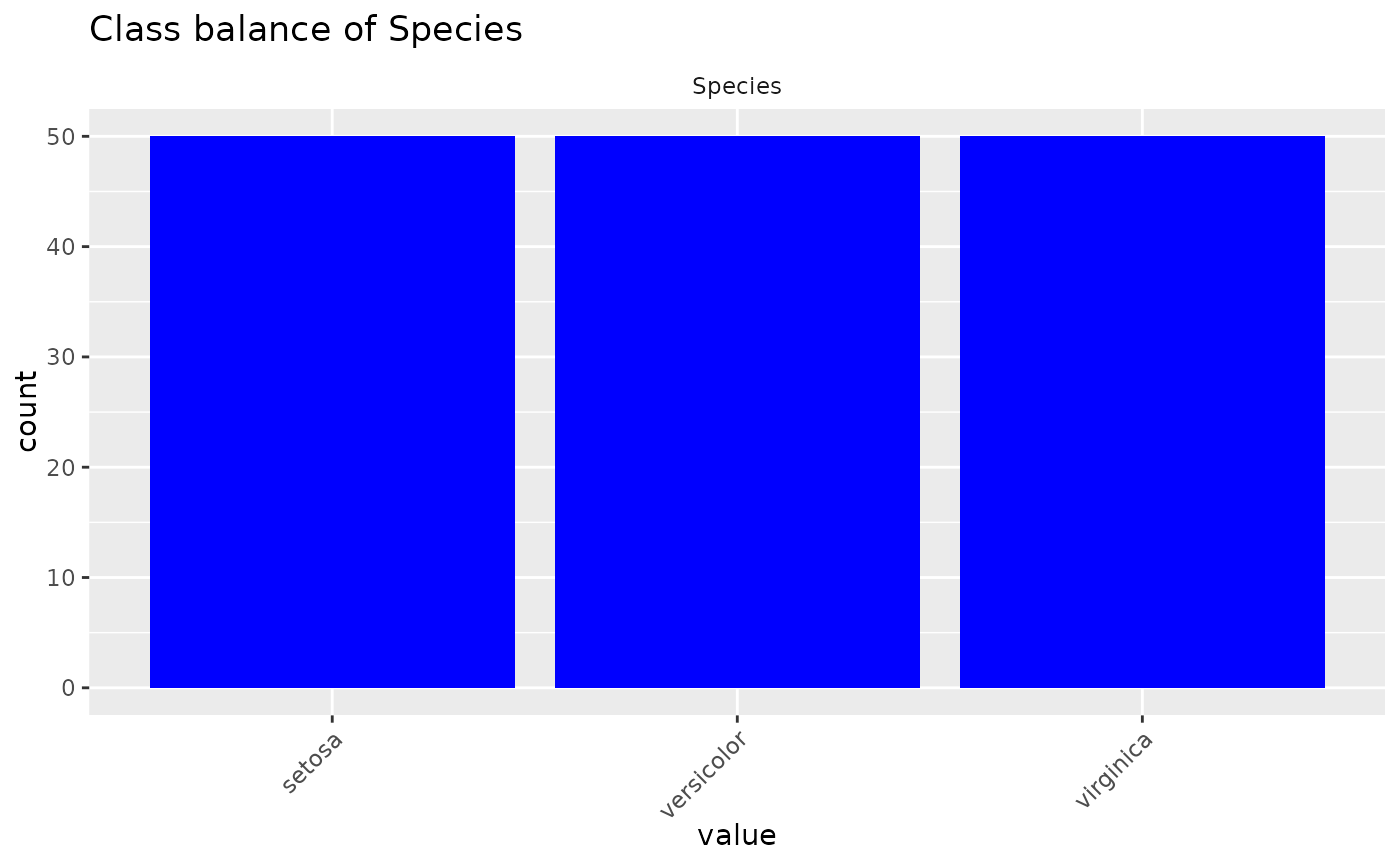 Class balance of Species
Species
50
40
30
20
10
0
count
setosa
versicolor
virginica
value